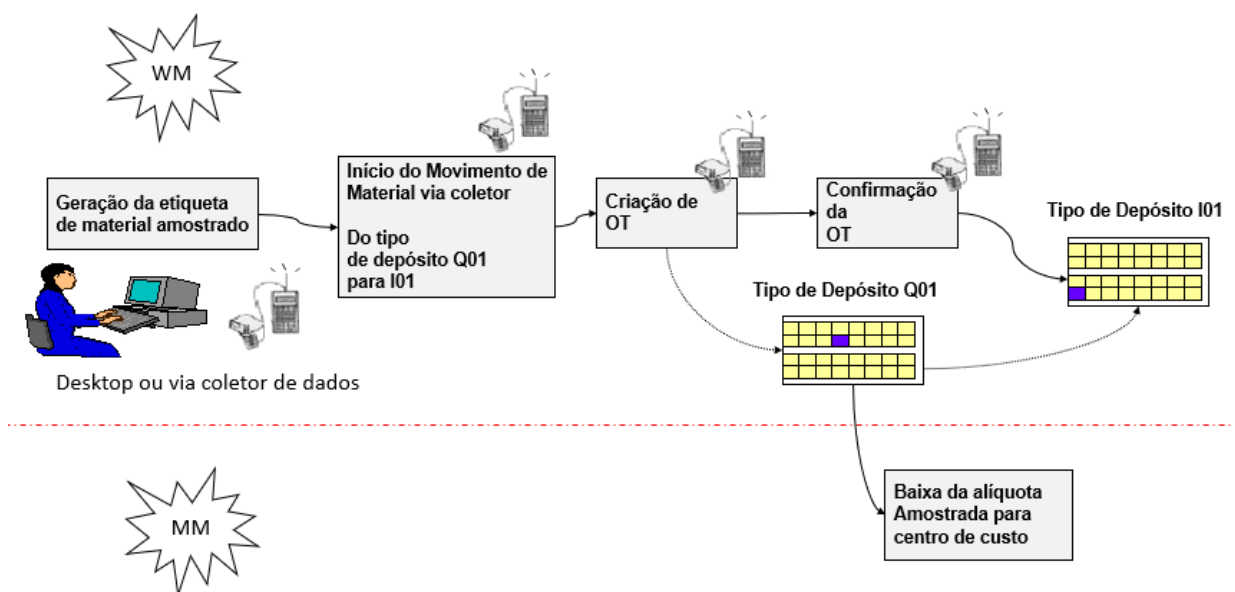 WM
Geração da etiqueta
de material amostrado
Desktop ou via coletor de dados
Início do Movimento de
Material via coletor
Do tipo
de depósito Q01
para I01
Criação de
OT
Confirmação
da
OT
Tipo de Depósito I01
Tipo de Depósito Q01
MM
Baixa da alíquota
Amostrada para
centro de custo